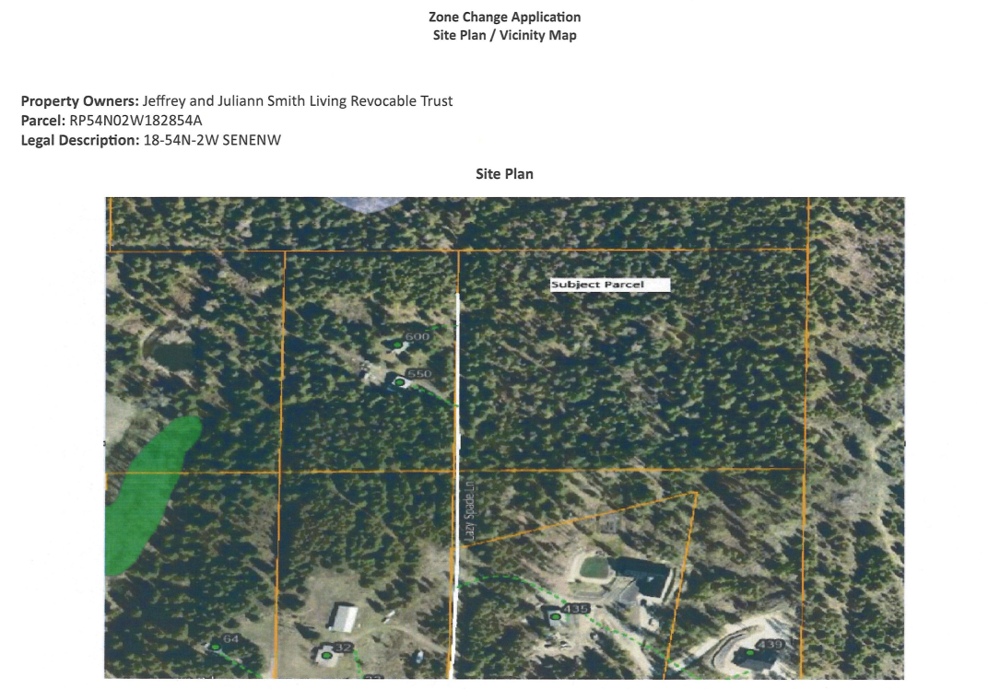 Zone Change Application
Site Plan / Vicinity Map
Property Owners: Jeffrey and Juliann Smith Living Revocable Trust
Parcel: RP54N02W182854A
Legal Description: 18-54N-2W SENENW
Site Plan
Subject Parcel
600
550
Lazy Spade Ln
435
64
32
439